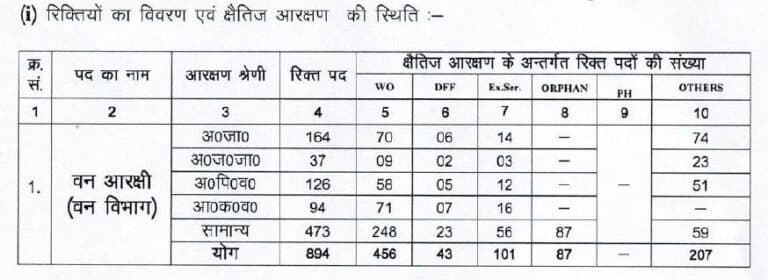 (i) रिक्तियों का विवरण एवं क्षैतिज आरक्षण की स्थिति :–
क्र. सं. पद का नाम आरक्षण श्रेणी रिक्त पद क्षैतिज आरक्षण के अन्तर्गत रिक्त पदों की संख्या
WO DFF Ex.Ser. ORPHAN PH OTHERS
1 2 3 4 5 6 7 8 9 10
1. वन आरक्षी (वन विभाग) अ0जा0 164 70 06 14 – – 74
अ0ज0जा0 37 09 02 03 – 23
अ0पि0व0 126 58 05 12 – 51
आ0क0व0 94 71 07 16 – –
सामान्य 473 248 23 56 87 59
योग 894 456 43 101 87 – 207